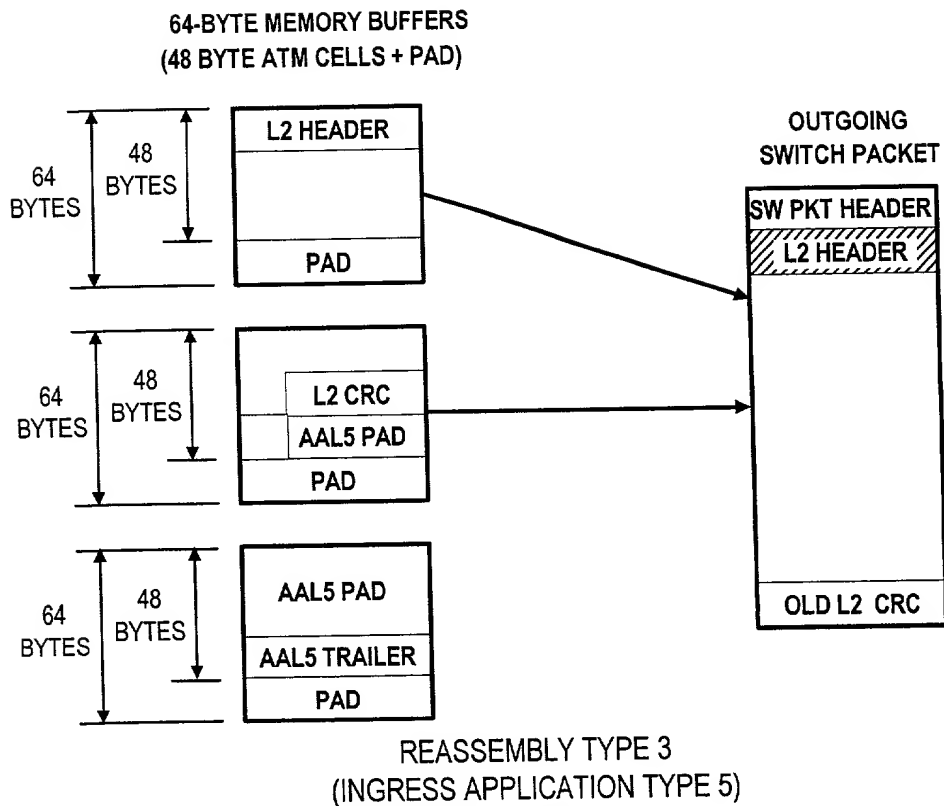 64-BYTE MEMORY BUFFERS
(48 BYTE ATM CELLS + PAD)
64
BYTES
48
BYTES
L2 HEADER
PAD
64
BYTES
48
BYTES
L2 CRC
AAL5 PAD
PAD
64
BYTES
48
BYTES
AAL5 PAD
AAL5 TRAILER
PAD
OUTGOING
SWITCH PACKET
SW PKT HEADER
L2 HEADER
OLD L2 CRC
REASSEMBLY TYPE 3
(INGRESS APPLICATION TYPE 5)